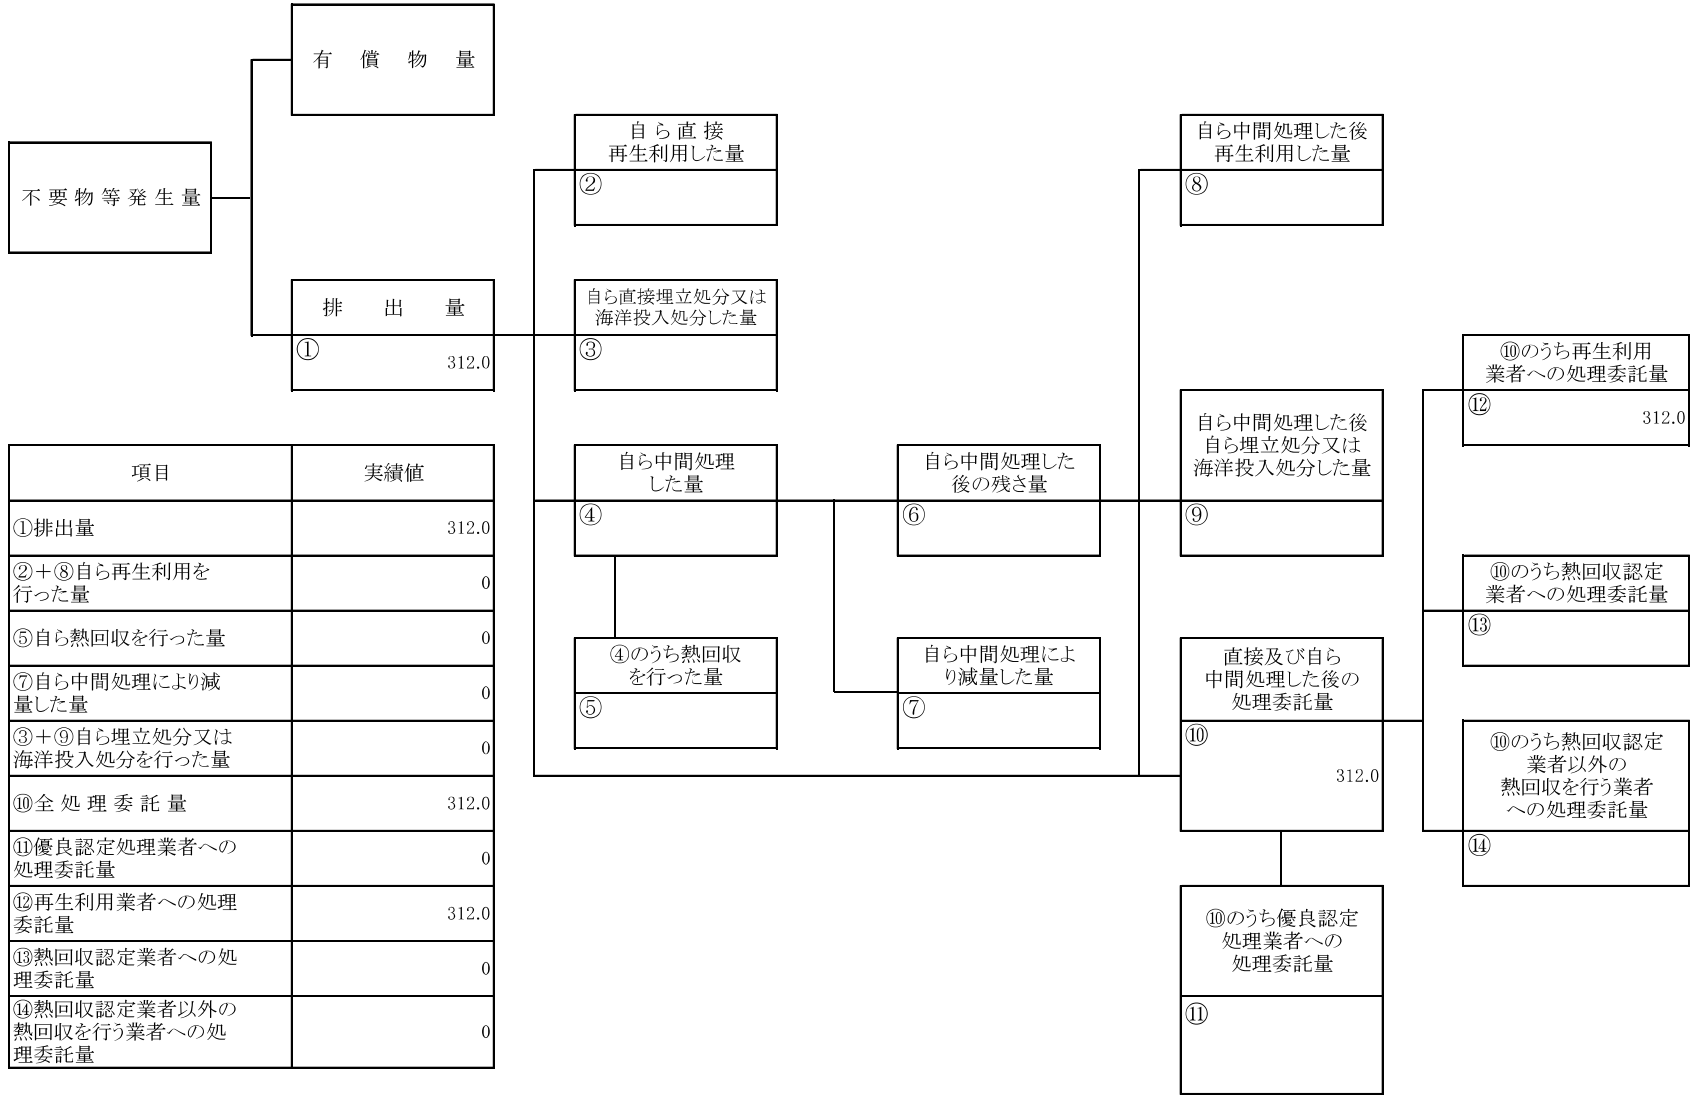 有償物量
不要物等発生量
排出量
①
312.0
自ら直接
再生利用した量
②
自ら直接埋立処分又は
海洋投入処分した量
③
自ら中間処理
した量
④
④のうち熱回収
を行った量
⑤
自ら中間処理した
後の残さ量
⑥
自ら中間処理によ
り減量した量
⑦
自ら中間処理した後
再生利用した量
⑧
自ら中間処理した後
自ら埋立処分又は
海洋投入処分した量
⑨
直接及び自ら
中間処理した後の
処理委託量
⑩
312.0
⑩のうち優良認定
処理業者への
処理委託量
⑪
⑩のうち再生利用
業者への処理委託量
⑫
312.0
⑩のうち熱回収認定
業者への処理委託量
⑬
⑩のうち熱回収認定
業者以外の
熱回収を行う業者
への処理委託量
⑭
項目 実績値
①排出量 312.0
②＋⑧自ら再生利用を
行った量 0
⑤自ら熱回収を行った量 0
⑦自ら中間処理により減
量した量 0
③＋⑨自ら埋立処分又は
海洋投入処分を行った量 0
⑩全処理委託量 312.0
⑪優良認定処理業者への
処理委託量 0
⑫再生利用業者への処理
委託量 312.0
⑬熱回収認定業者への処
理委託量 0
⑭熱回収認定業者以外の
熱回収を行う業者への処
理委託量 0